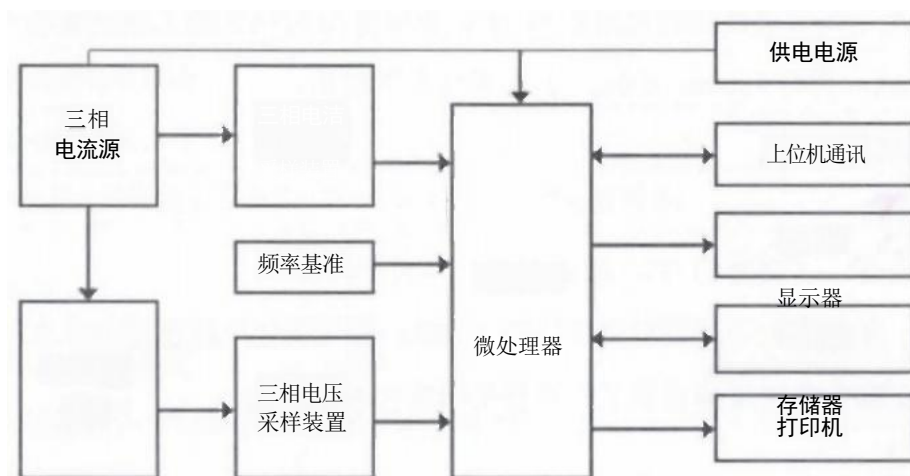 供电电源
三相
电流源
上位机通讯
频率基准
显示器
微处理器
三相电压
采样装置
存储器
打印机